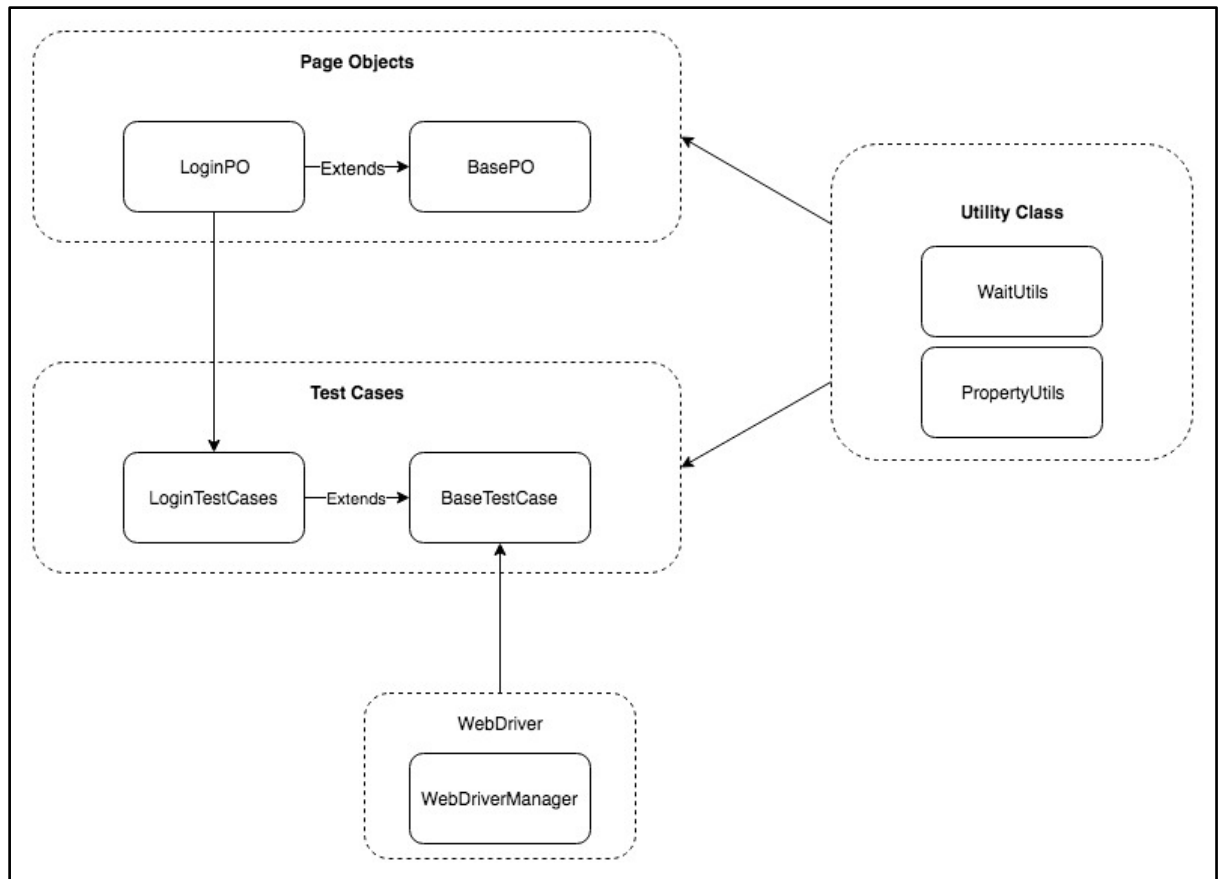 Page Objects
LoginPO
Extends
BasePO
Utility Class
WaitUtils
PropertyUtils
Test Cases
LoginTestCases
Extends
BaseTestCase
WebDriver
WebDriverManager